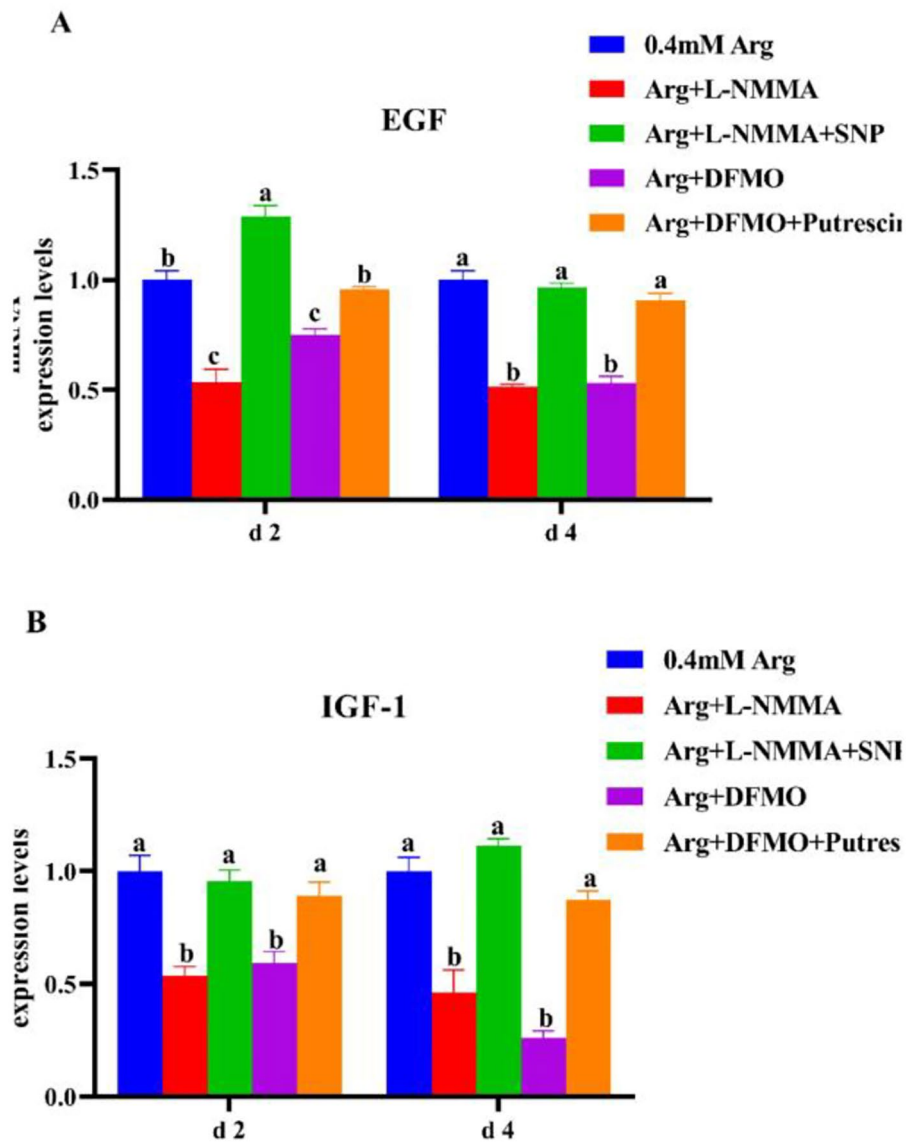 A
0.4mM Arg
Arg+L-NMMA
Arg+L-NMMA+SNP
Arg+DFMO
Arg+DFMO+Putrescin
EGF
expression levels
1.5
1.0
0.5
0.0
b
c
a
c
b
a
b
a
b
a
d 2
d 4
B
0.4mM Arg
Arg+L-NMMA
Arg+L-NMMA+SNP
Arg+DFMO
Arg+DFMO+Putres
IGF-1
expression levels
1.5
1.0
0.5
0.0
a
b
a
b
a
a
b
a
b
a
d 2
d 4